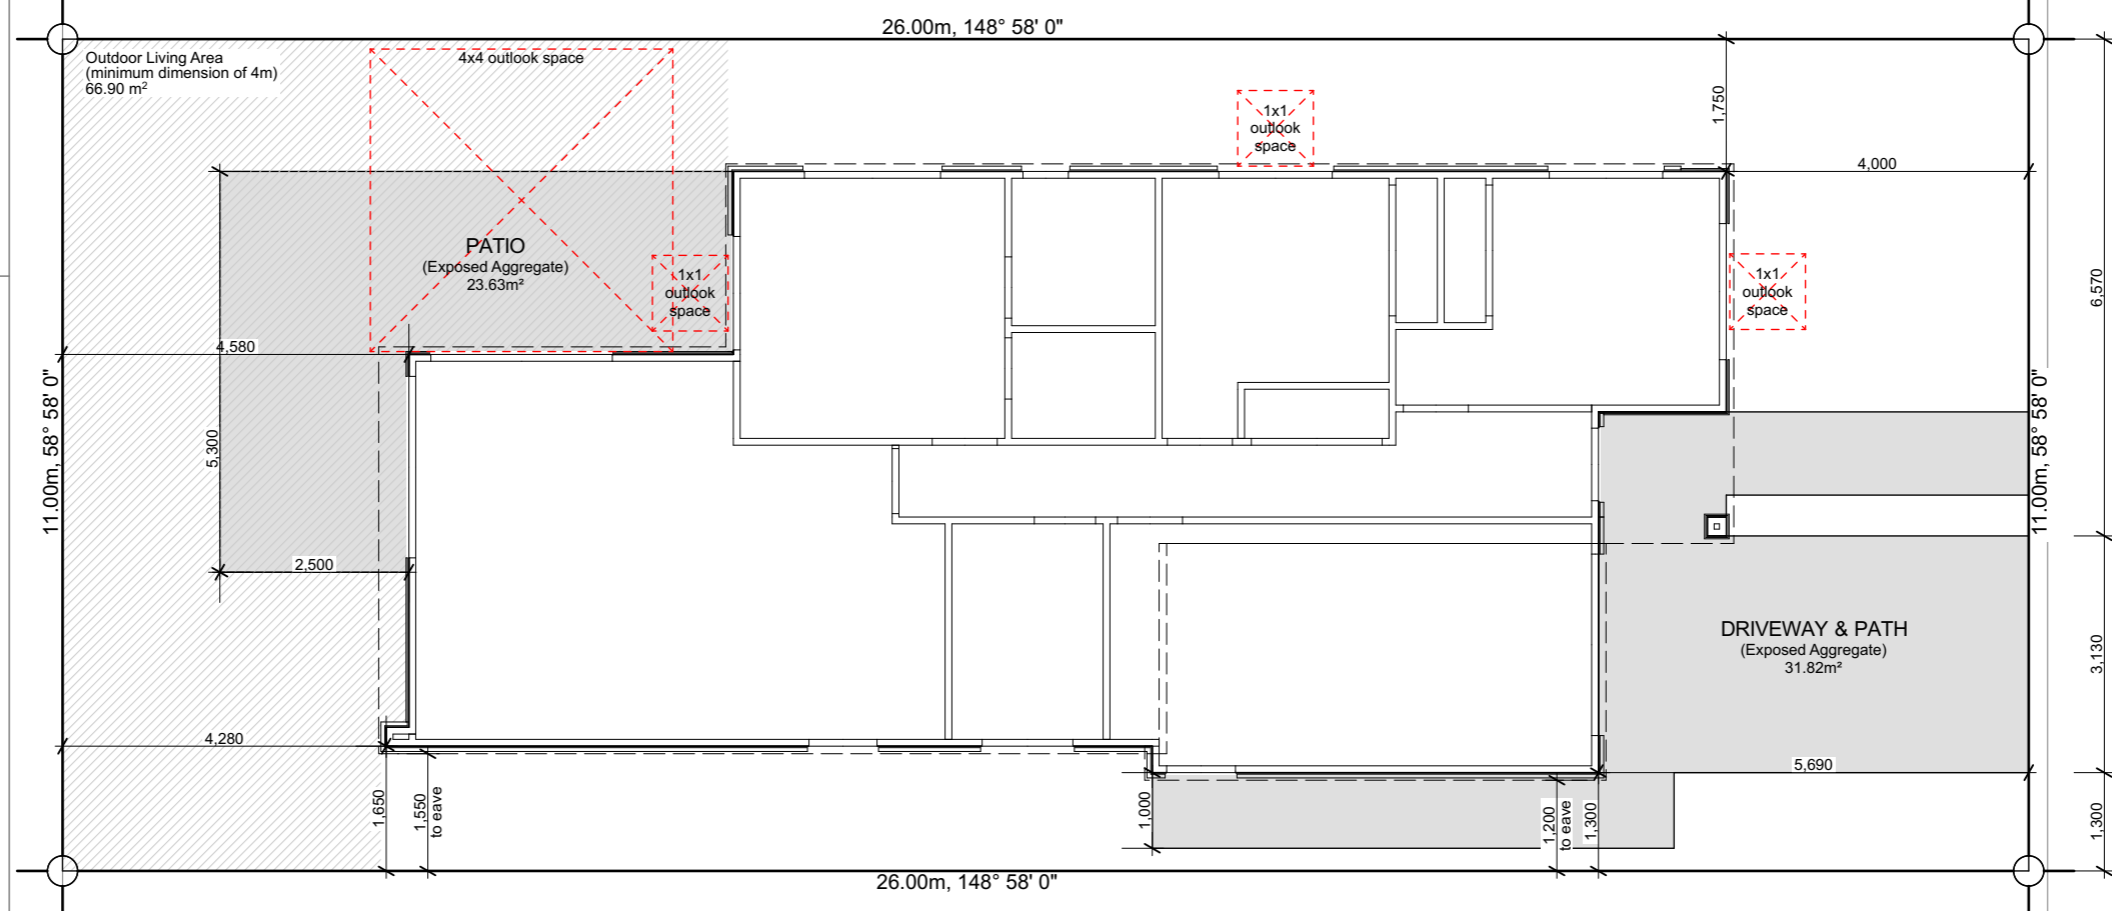 26.00m, 148° 58' 0"
Outdoor Living Area
(minimum dimension of 4m)
66.90 m²
4x4 outlook space
1x1
outlook
space
1,750
4,000
PATIO
(Exposed Aggregate)
23.63m²
1x1
outlook
space
1x1
outlook
space
6,570
4,580
11.00m, 58° 58' 0"
5,300
2,500
11.00m, 58° 58' 0"
DRIVEWAY & PATH
(Exposed Aggregate)
31.82m²
3,130
4,280
5,690
1,650
1,550
to eave
1,000
1,200
to eave
1,300
1,300
26.00m, 148° 58' 0"